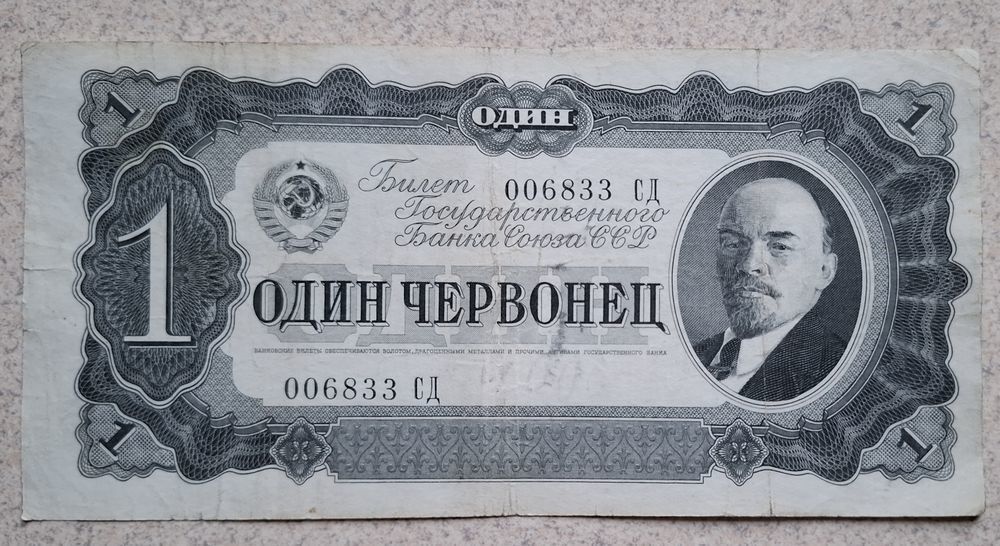 1
ОДИН
1
Билет 006833 СД
Государственного
Банка Союза ССР
1
ОДИН
ОДИН ЧЕРВОНЕЦ
БАНКОВСКИЕ БИЛЕТЫ ОБЕСПЕЧИВАЮТСЯ ЗОЛОТОМ, ДРАГОЦЕННЫМИ МЕТАЛЛАМИ И ПРОЧИМИ АКТИВАМИ ГОСУДАРСТВЕННОГО БАНКА
006833 СД
1
1